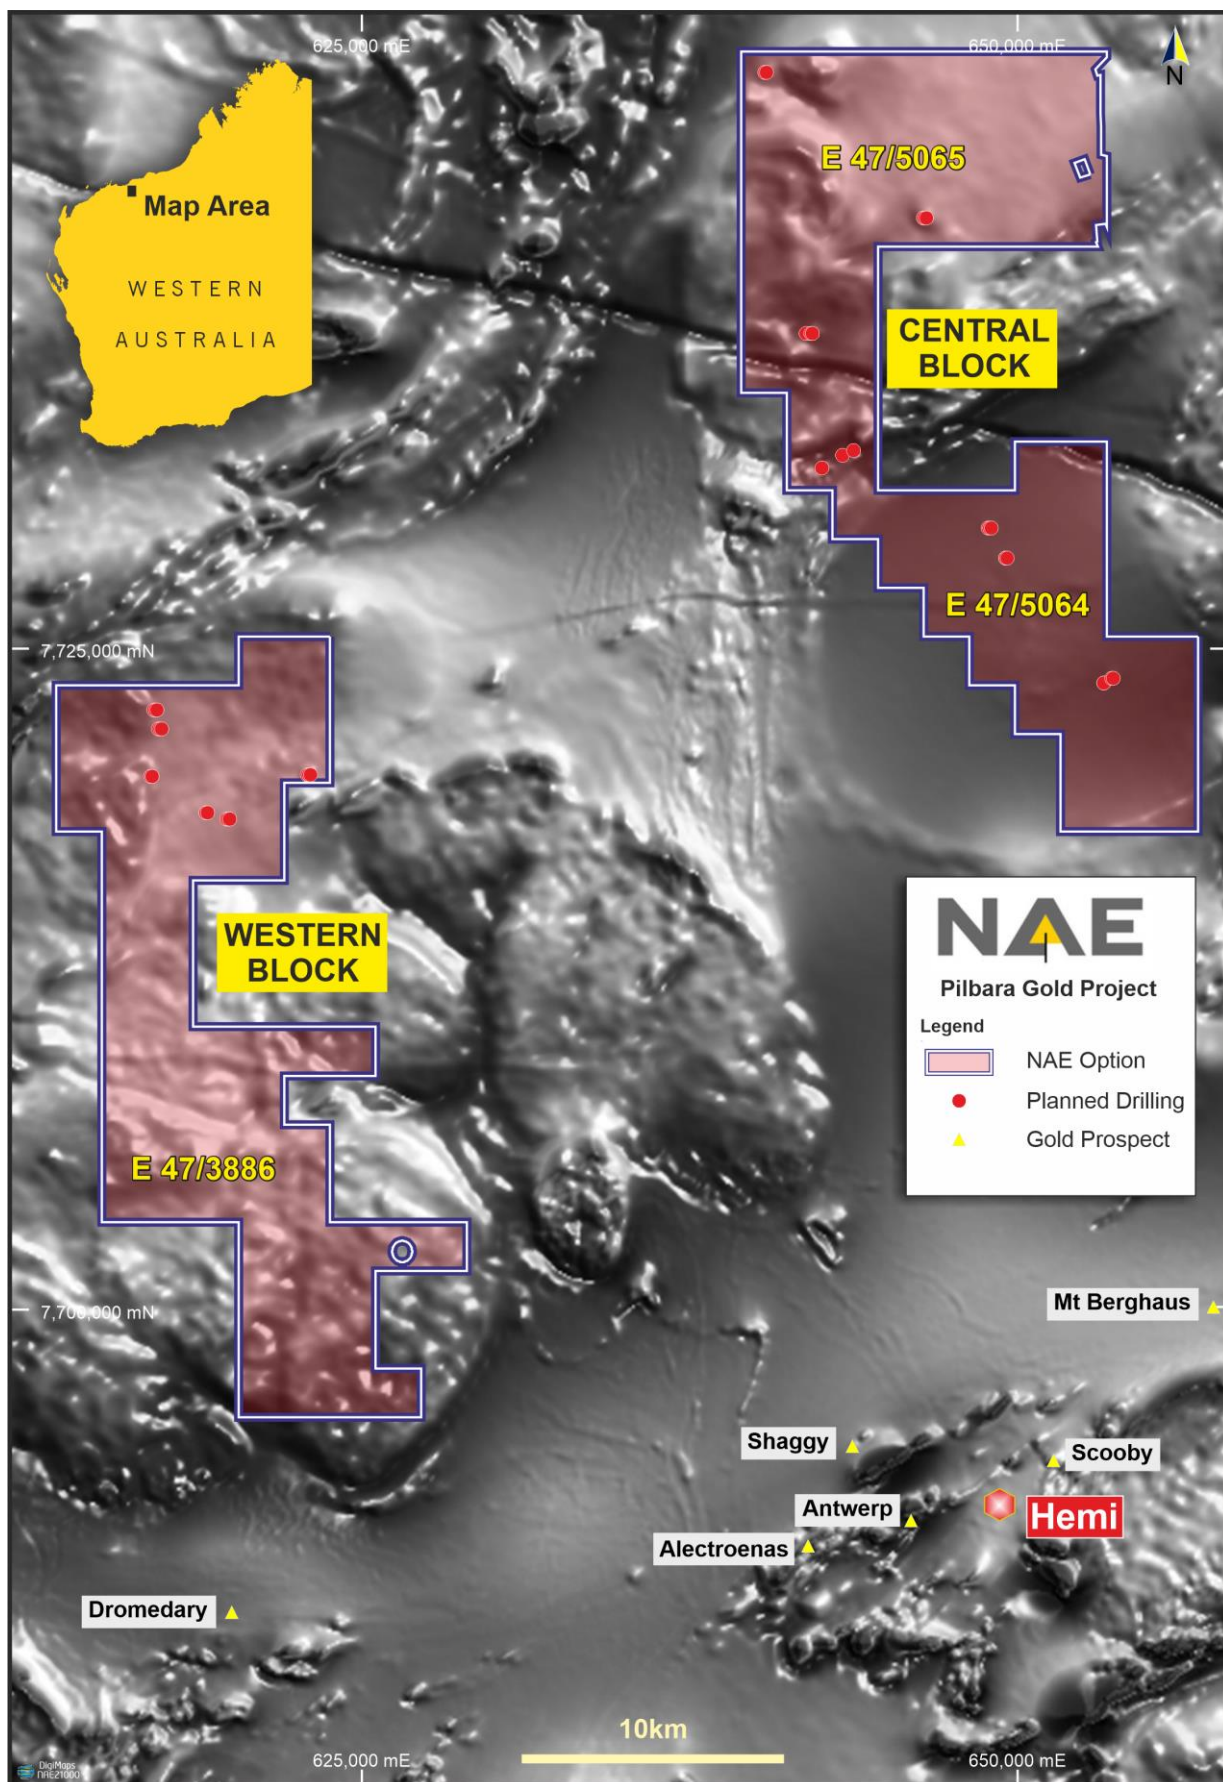 625,000 mE
650,000 mE
N
Map Area
WESTERN
AUSTRALIA
E 47/5065
CENTRAL
BLOCK
E 47/5064
7,725,000 mN
WESTERN
BLOCK
NAE
Pilbara Gold Project
Legend
NAE Option
Planned Drilling
Gold Prospect
E 47/3886
7,700,000 mN
Mt Berghaus
Shaggy
Scooby
Antwerp
Hemi
Alectroenas
Dromedary
10km
625,000 mE
650,000 mE
DigiMaps
NAE21000